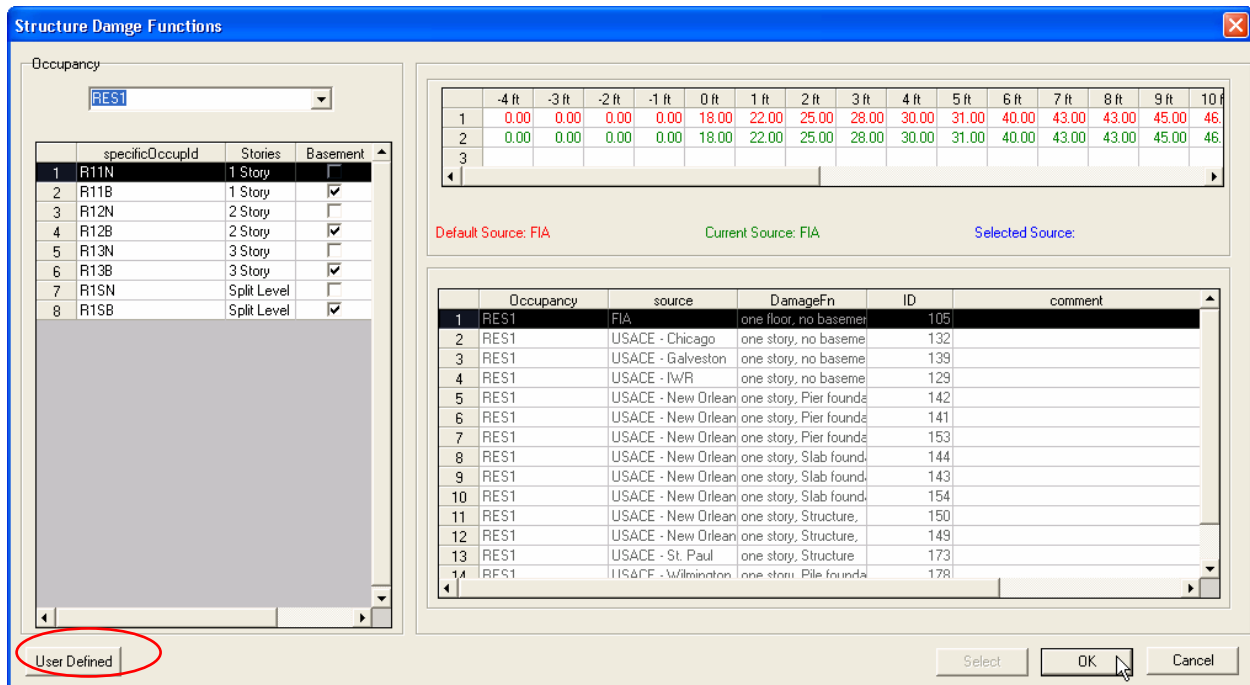 Structure Damge Functions
Occupancy
RES1
specificOccupId Stories Basement
1 R11N 1 Story
2 R11B 1 Story
3 R12N 2 Story
4 R12B 2 Story
5 R13N 3 Story
6 R13B 3 Story
7 R1SN Split Level
8 R1SB Split Level
-4 ft -3 ft -2 ft -1 ft 0 ft 1 ft 2 ft 3 ft 4 ft 5 ft 6 ft 7 ft 8 ft 9 ft 10 f
1 0.00 0.00 0.00 0.00 18.00 22.00 25.00 28.00 30.00 31.00 40.00 43.00 43.00 45.00 46.
2 0.00 0.00 0.00 0.00 18.00 22.00 25.00 28.00 30.00 31.00 40.00 43.00 43.00 45.00 46.
3
Default Source: FIA Current Source: FIA Selected Source:
Occupancy source DamageFn ID comment
1 RES1 FIA one floor, no basemen 105
2 RES1 USACE - Chicago one story, no baseme 132
3 RES1 USACE - Galveston one story, no baseme 139
4 RES1 USACE - IWR one story, no baseme 129
5 RES1 USACE - New Orlean one story, Pier founda 142
6 RES1 USACE - New Orlean one story, Pier founda 141
7 RES1 USACE - New Orlean one story, Pier founda 153
8 RES1 USACE - New Orlean one story, Slab found 144
9 RES1 USACE - New Orlean one story, Slab found 143
10 RES1 USACE - New Orlean one story, Slab found 154
11 RES1 USACE - New Orlean one story, Structure, 150
12 RES1 USACE - New Orlean one story, Structure, 149
13 RES1 USACE - St. Paul one story, Structure 173
14 RES1 USACE - Wilmington one story, Pile founda 178
User Defined Select OK Cancel